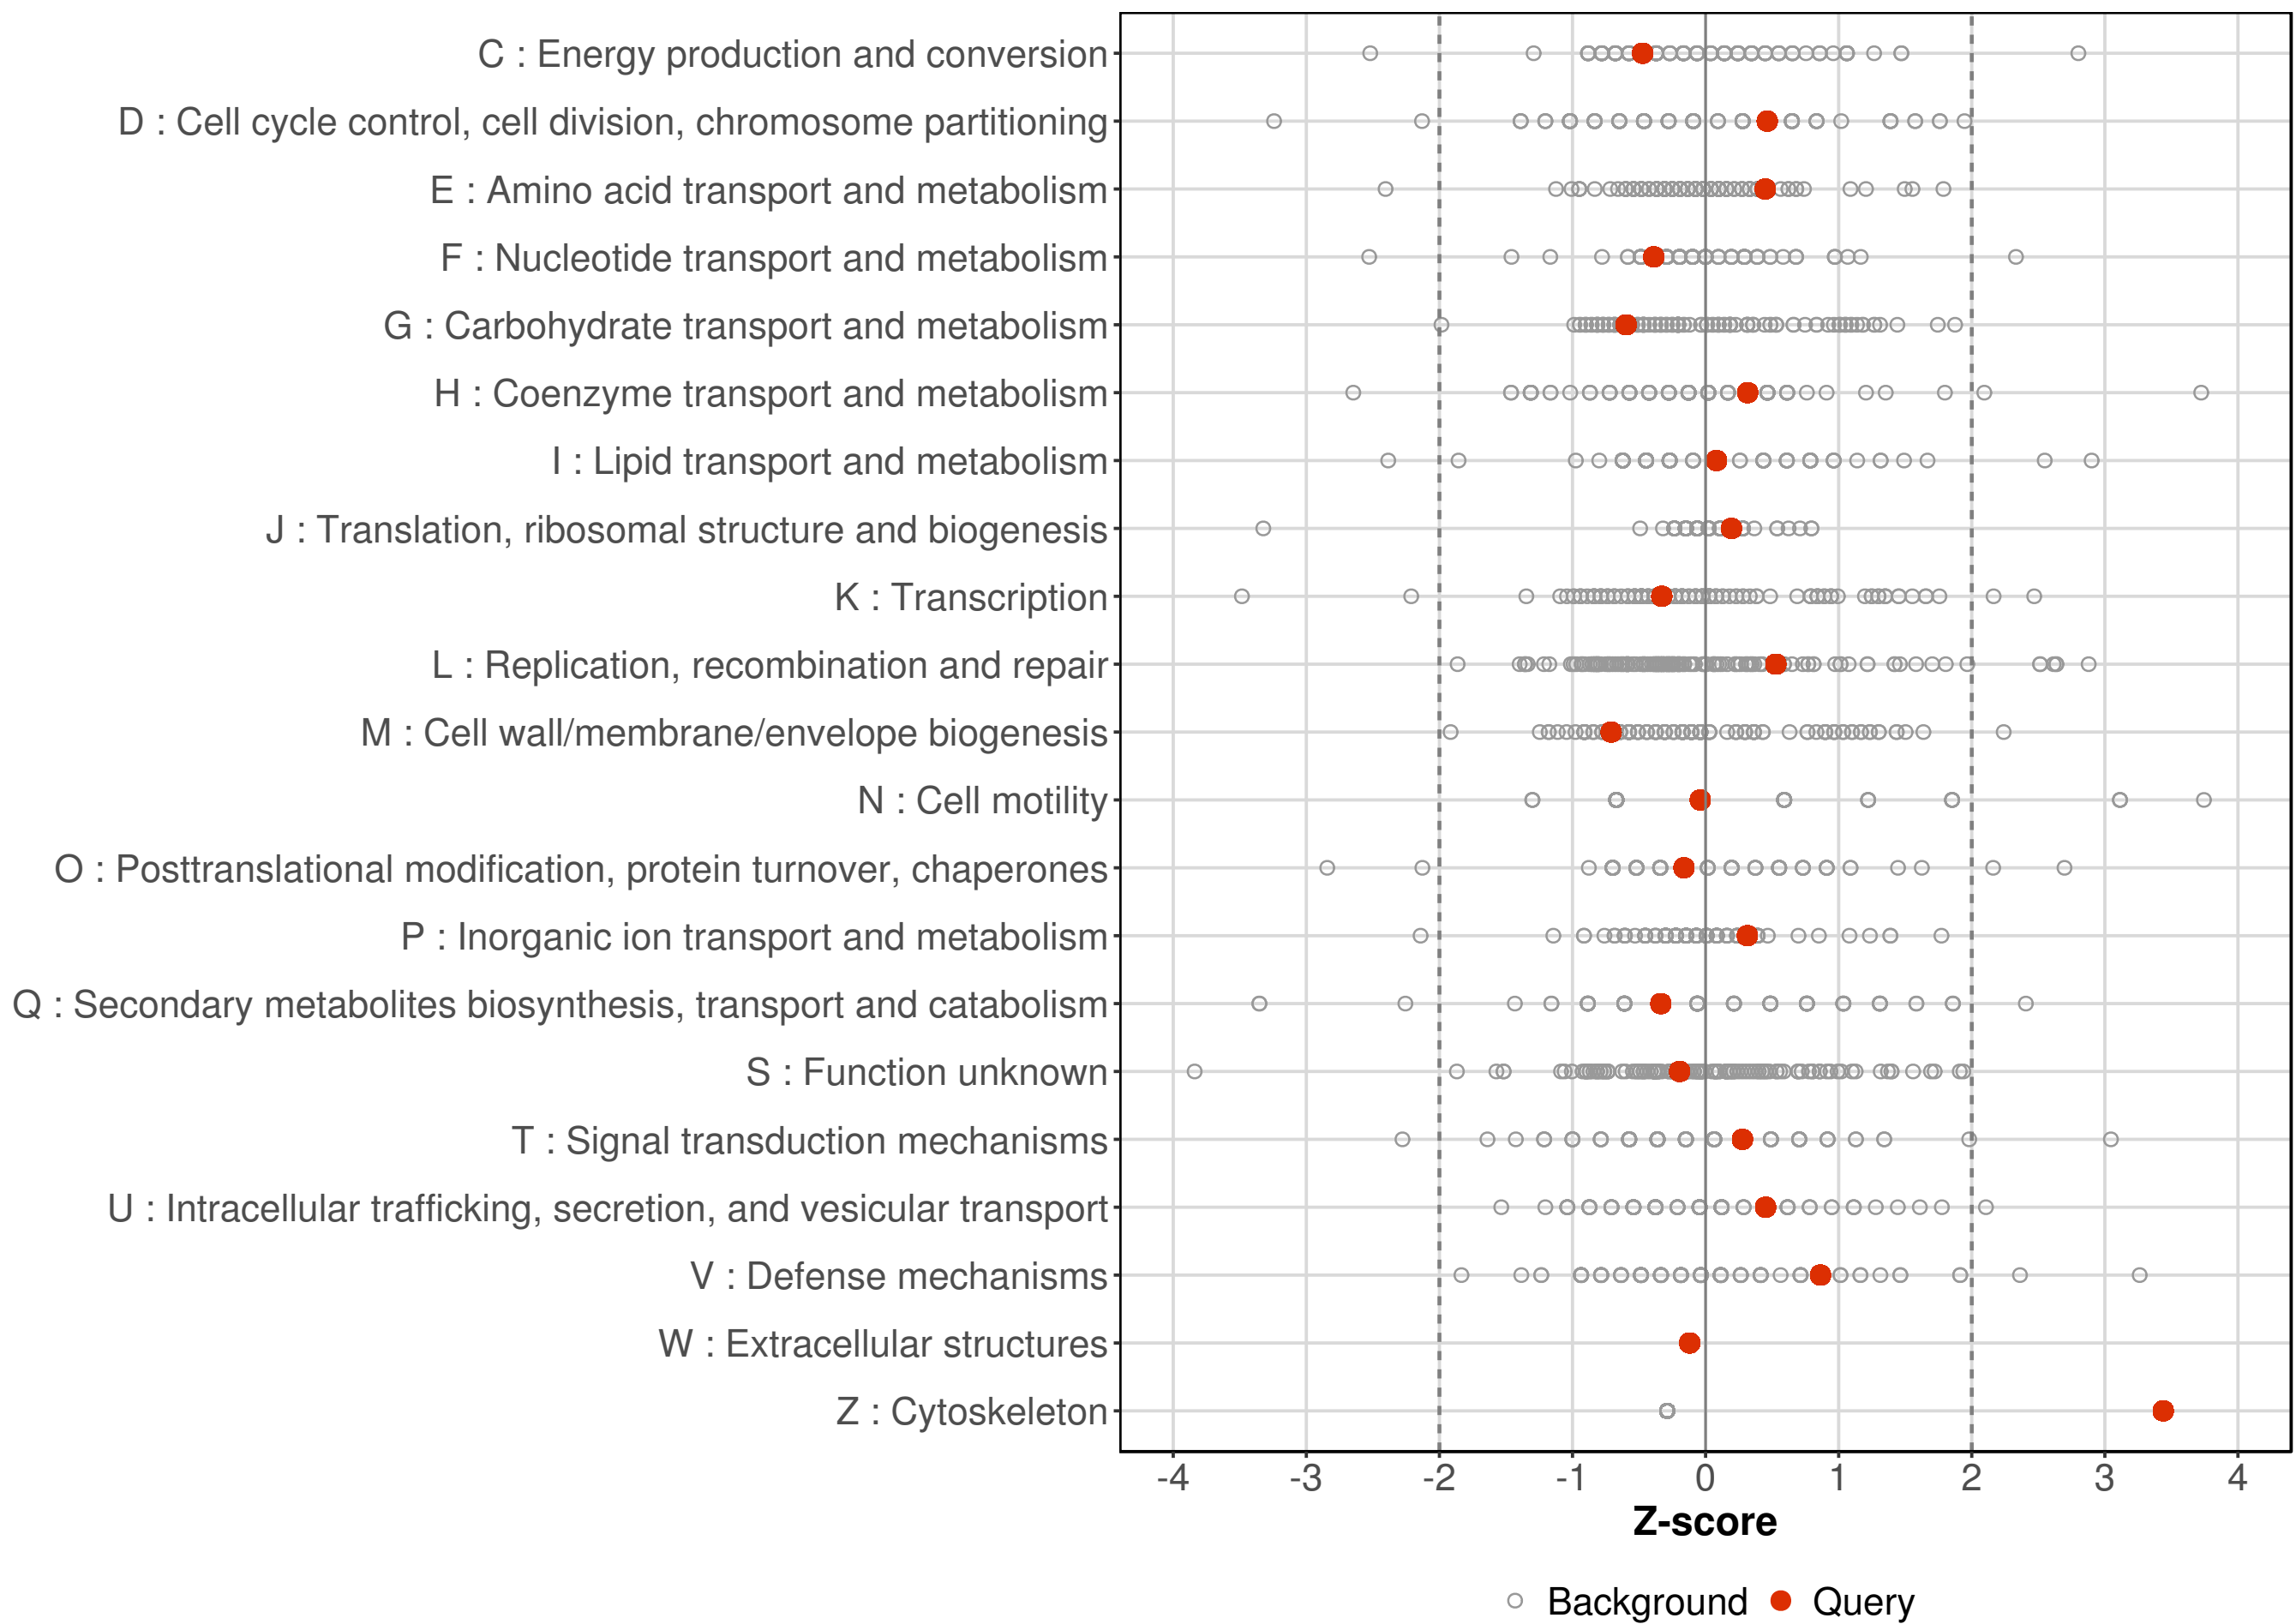 C : Energy production and conversion
D : Cell cycle control, cell division, chromosome partitioning
E : Amino acid transport and metabolism
F : Nucleotide transport and metabolism
G : Carbohydrate transport and metabolism
H : Coenzyme transport and metabolism
I : Lipid transport and metabolism
J : Translation, ribosomal structure and biogenesis
K : Transcription
L : Replication, recombination and repair
M : Cell wall/membrane/envelope biogenesis
N : Cell motility
O : Posttranslational modification, protein turnover, chaperones
P : Inorganic ion transport and metabolism
Q : Secondary metabolites biosynthesis, transport and catabolism
S : Function unknown
T : Signal transduction mechanisms
U : Intracellular trafficking, secretion, and vesicular transport
V : Defense mechanisms
W : Extracellular structures
Z : Cytoskeleton
-4 -3 -2 -1 0 1 2 3 4
Z-score
Background Query